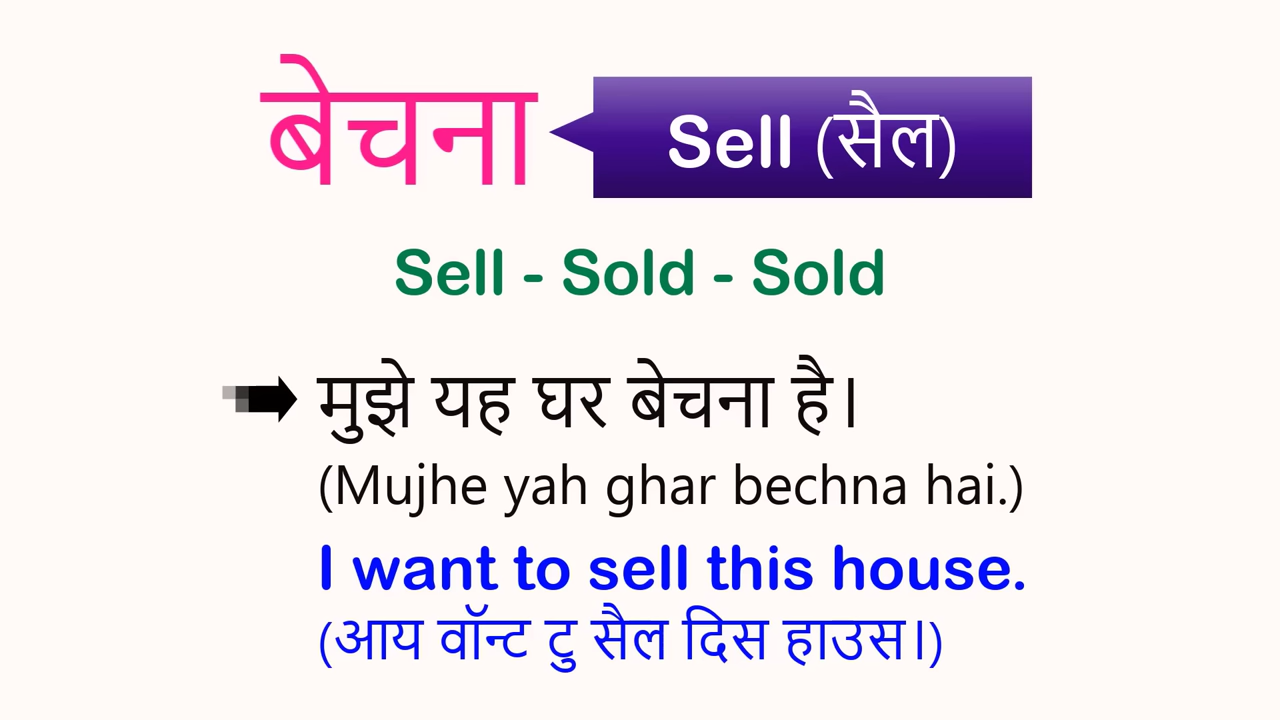 बेचना
Sell (सैल)
Sell - Sold - Sold
मुझे यह घर बेचना है।
(Mujhe yah ghar bechna hai.)
I want to sell this house.
(आय वॉन्ट टु सैल दिस हाउस।)